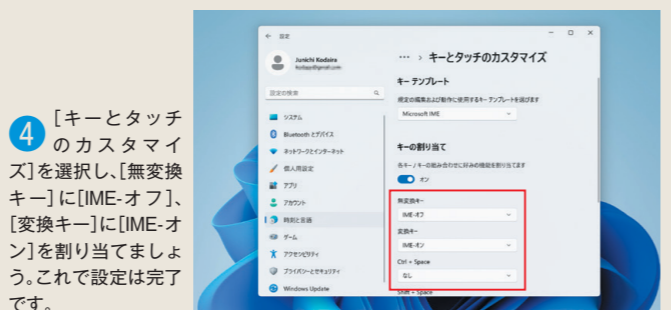 4
[キーとタッチ
のカスタマイ
ズ]を選択し、[無変換
キー]に[IME-オフ]、
[変換キー]に[IME-オ
ン]を割り当てましょ
う。これで設定は完了
です。
設定
Junichi Kodaira
設定の検索
システム
Bluetooth とデバイス
ネットワークとインターネット
個人用設定
アプリ
アカウント
時刻と言語
ゲーム
アクセシビリティ
プライバシーとセキュリティ
Windows Update
… › キーとタッチのカスタマイズ
キー テンプレート
規定の編集および動作に使用するキー テンプレートを選びます
Microsoft IME
キーの割り当て
各キー / キーの組み合わせに好みの機能を割り当てます
オン
無変換キー
IME-オフ
変換キー
IME-オン
Ctrl + Space
なし
Shift + Space